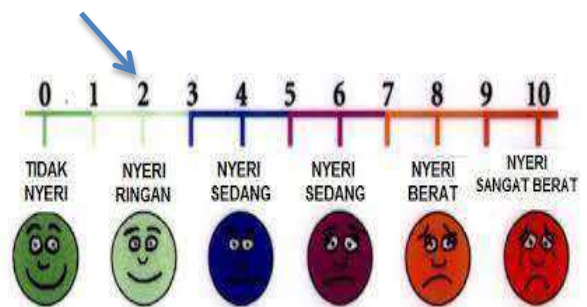 0 1 2 3 4 5 6 7 8 9 10
TIDAK
NYERI
NYERI
RINGAN
NYERI
SEDANG
NYERI
SEDANG
NYERI
BERAT
NYERI
SANGAT BERAT